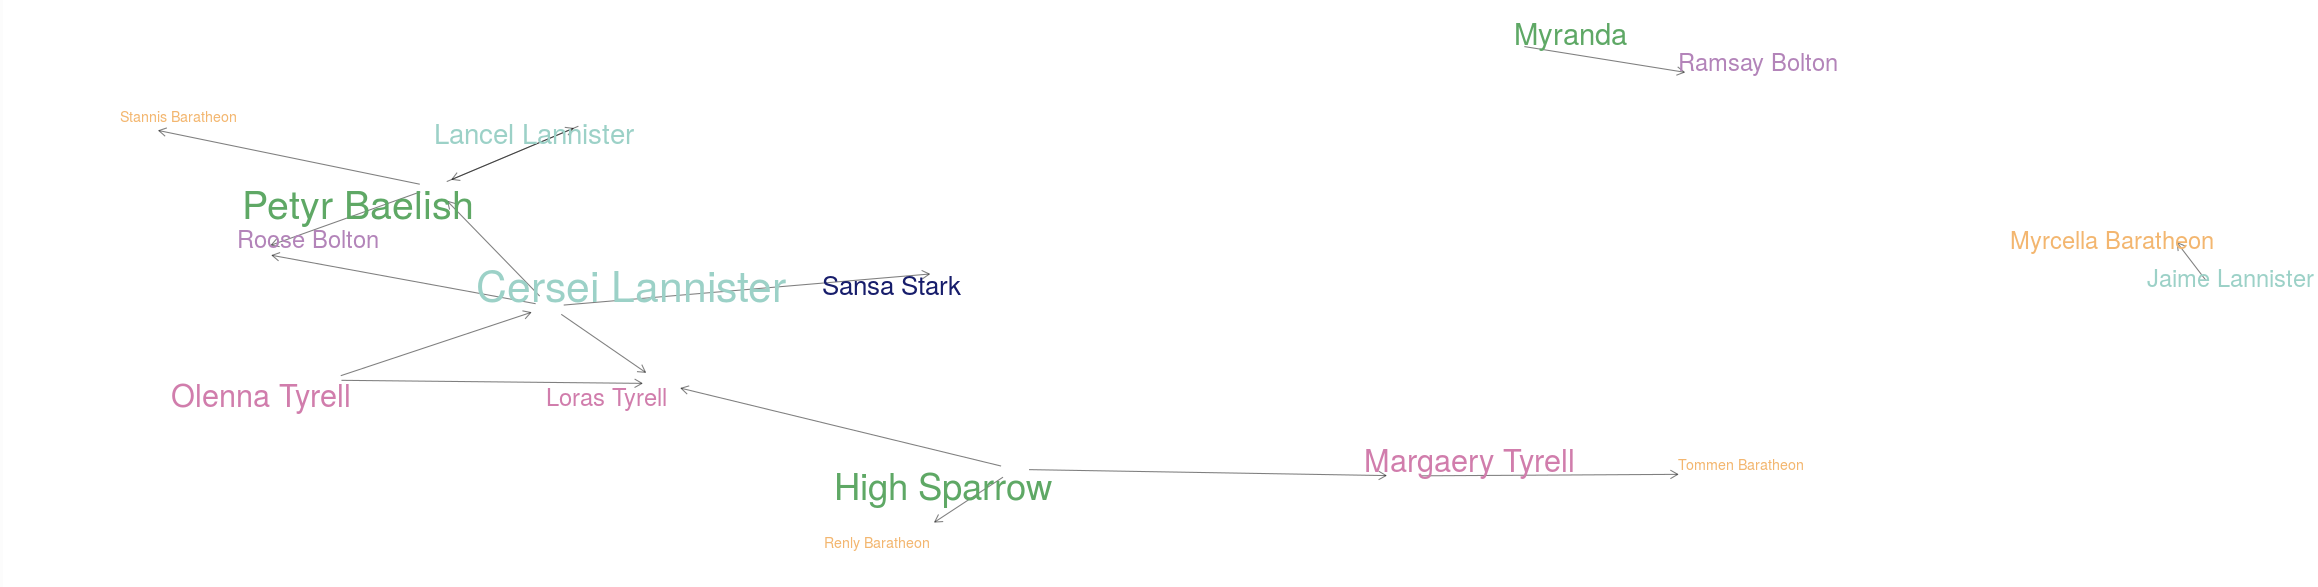 Myranda
Ramsay Bolton
Stannis Baratheon
Lancel Lannister
Petyr Baelish
Roose Bolton
Myrcella Baratheon
Jaime Lannister
Cersei Lannister
Sansa Stark
Olenna Tyrell
Loras Tyrell
Margaery Tyrell
Tommen Baratheon
High Sparrow
Renly Baratheon